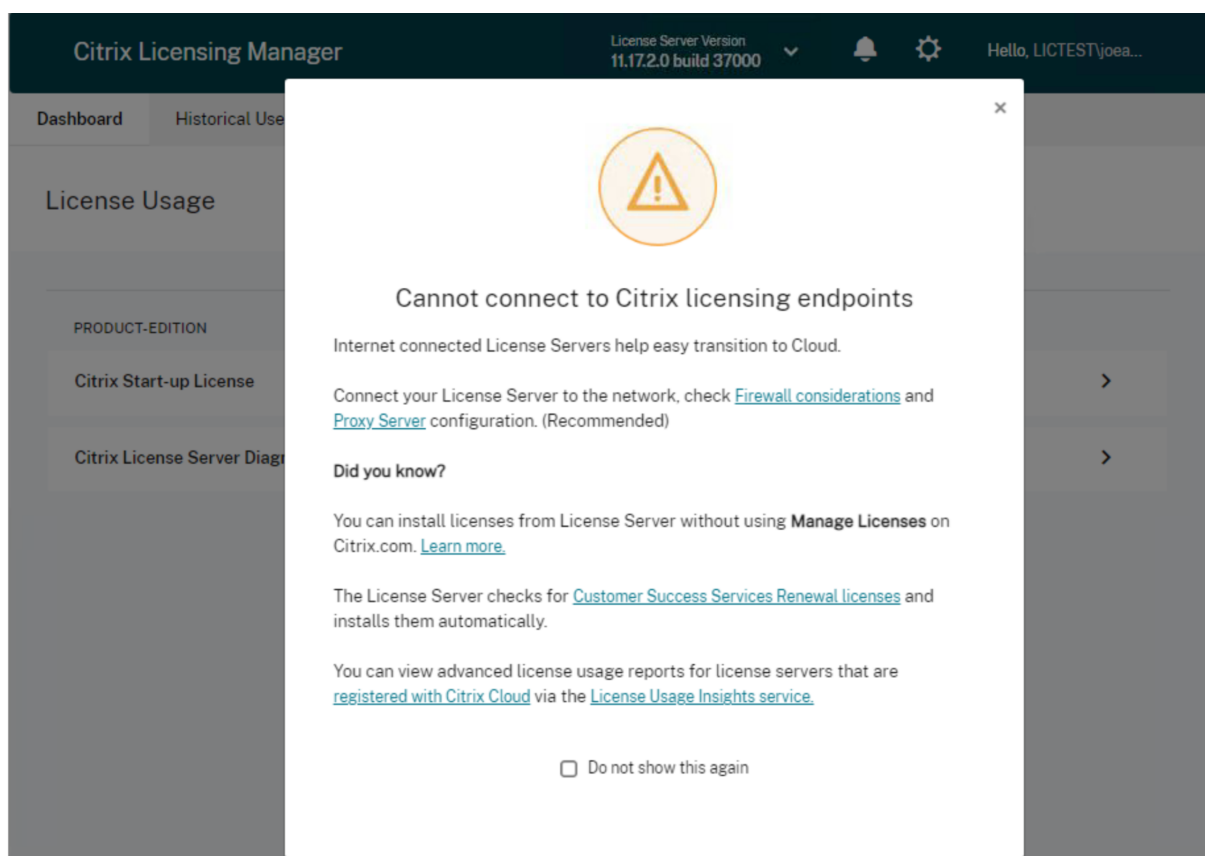 Citrix Licensing Manager
License Server Version
11.17.2.0 build 37000
Hello, LICTEST\joea...
Dashboard
Historical Use
License Usage
PRODUCT-EDITION
Citrix Start-up License
Citrix License Server Diagn
×
Cannot connect to Citrix licensing endpoints
Internet connected License Servers help easy transition to Cloud.
Connect your License Server to the network, check Firewall considerations and
Proxy Server configuration. (Recommended)
Did you know?
You can install licenses from License Server without using Manage Licenses on
Citrix.com. Learn more.
The License Server checks for Customer Success Services Renewal licenses and
installs them automatically.
You can view advanced license usage reports for license servers that are
registered with Citrix Cloud via the License Usage Insights service.
Do not show this again